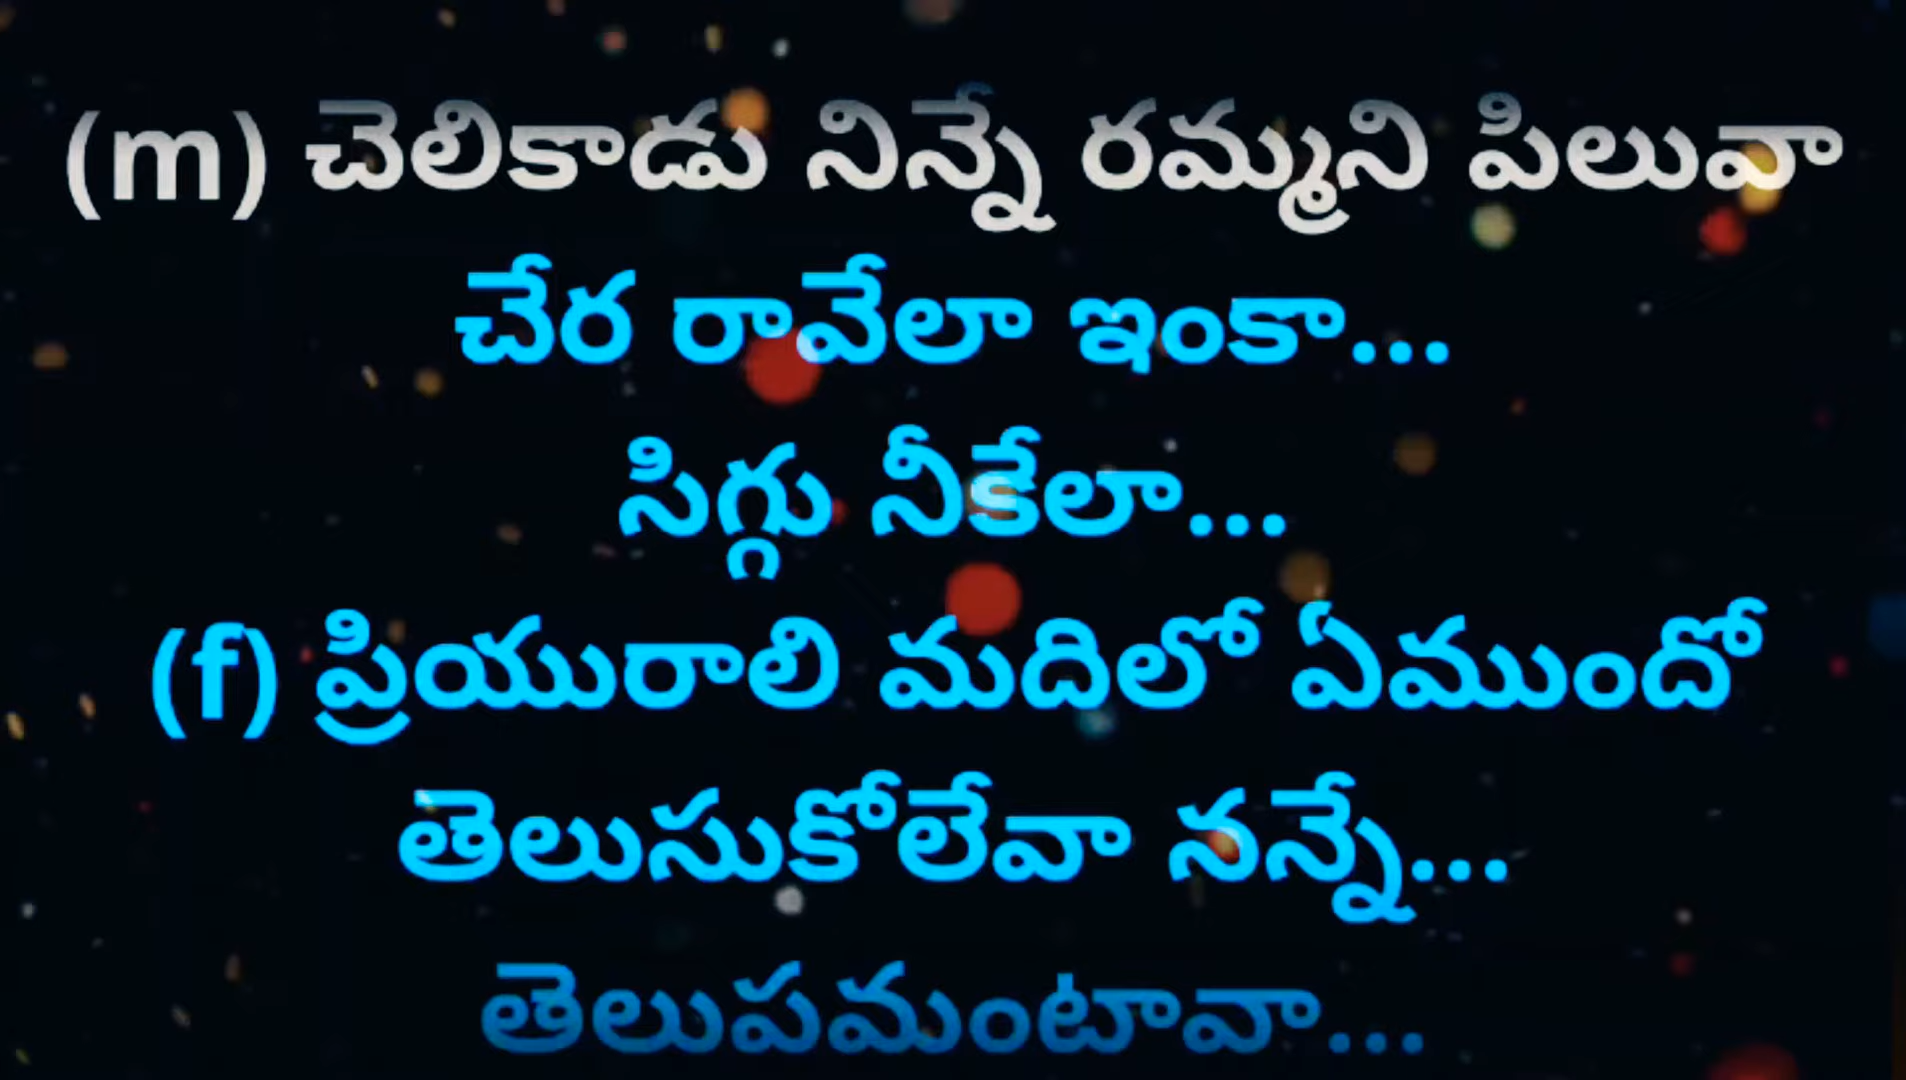 (m) చెలికాడు నిన్నే రమ్మని పిలువా
చేర రావేలా ఇంకా...
సిగ్గు నీకేలా...
(f) ప్రియురాలి మదిలో ఏముందో
తెలుసుకోలేవా నన్నే...
తెలుపమంటావా...